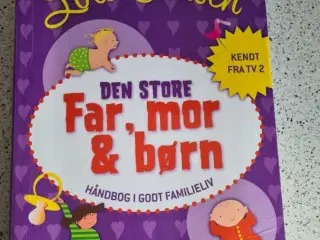 KENDT
FRA TV 2
DEN STORE
Far, mor
& børn
HÅNDBOG I GODT FAMILIELIV